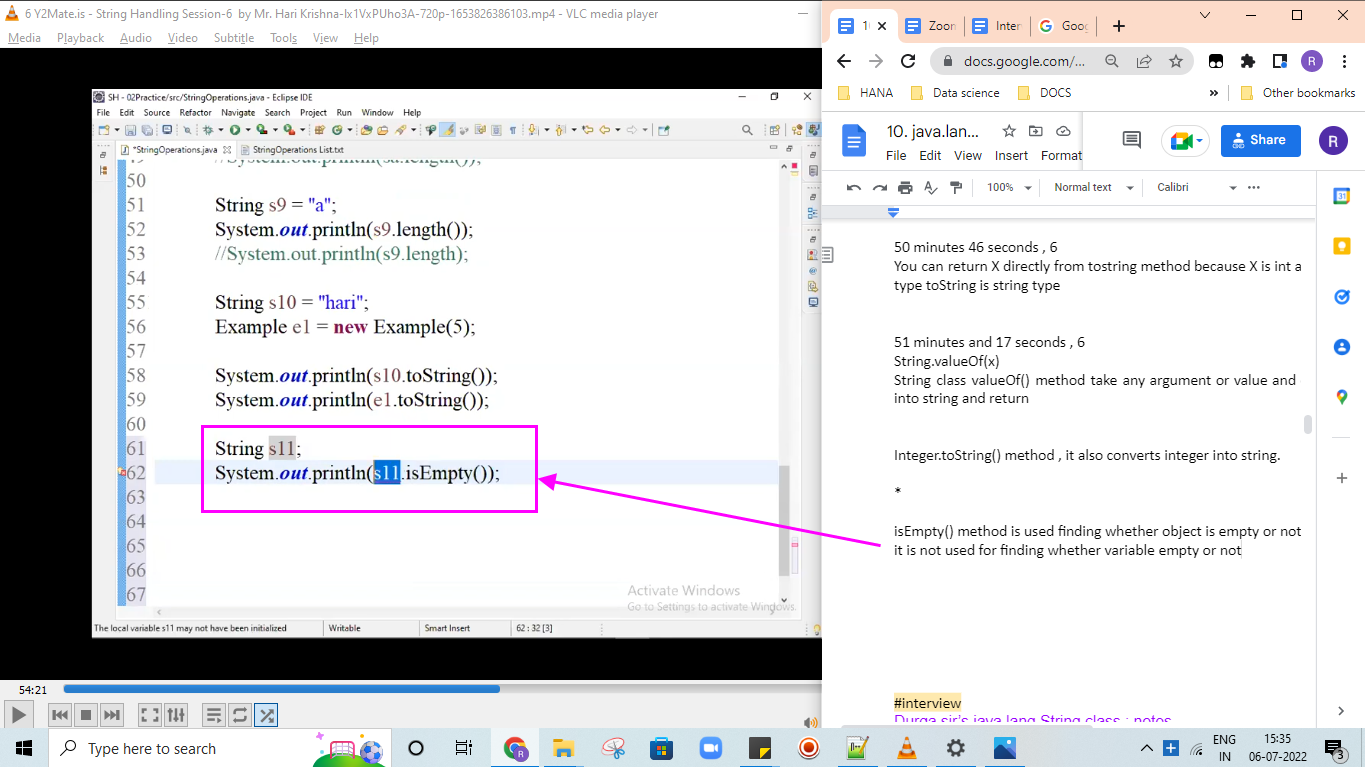 6 Y2Mate.is - String Handling Session-6 by Mr. Hari Krishna-Ix1VxPUho3A-720p-1653826386103.mp4 - VLC media player
Media Playback Audio Video Subtitle Tools View Help
SH - 02Practice/src/StringOperations.java - Eclipse IDE
File Edit Source Refactor Navigate Search Project Run Window Help
*StringOperations.java StringOperations List.txt
50
51 String s9 = "a";
52 System.out.println(s9.length());
53 //System.out.println(s9.length);
54
55 String s10 = "hari";
56 Example e1 = new Example(5);
57
58 System.out.println(s10.toString());
59 System.out.println(e1.toString());
60
61 String s11;
62 System.out.println(s11.isEmpty());
63
64
65
66
67
Activate Windows
Go to Settings to activate Windows.
The local variable s11 may not have been initialized Writable Smart Insert 62 : 32 [3]
54:21
Zoon Inter Goog
docs.google.com/...
HANA Data science DOCS » Other bookmarks
10. java.lan...
File Edit View Insert Format
Share
R
100% Normal text Calibri
50 minutes 46 seconds , 6
You can return X directly from tostring method because X is int a
type toString is string type
51 minutes and 17 seconds , 6
String.valueOf(x)
String class valueOf() method take any argument or value and
into string and return
Integer.toString() method , it also converts integer into string.
*
isEmpty() method is used finding whether object is empty or not
it is not used for finding whether variable empty or not
#interview
Durga sir's java lang String class : notes
Type here to search
ENG
IN
15:35
06-07-2022
3